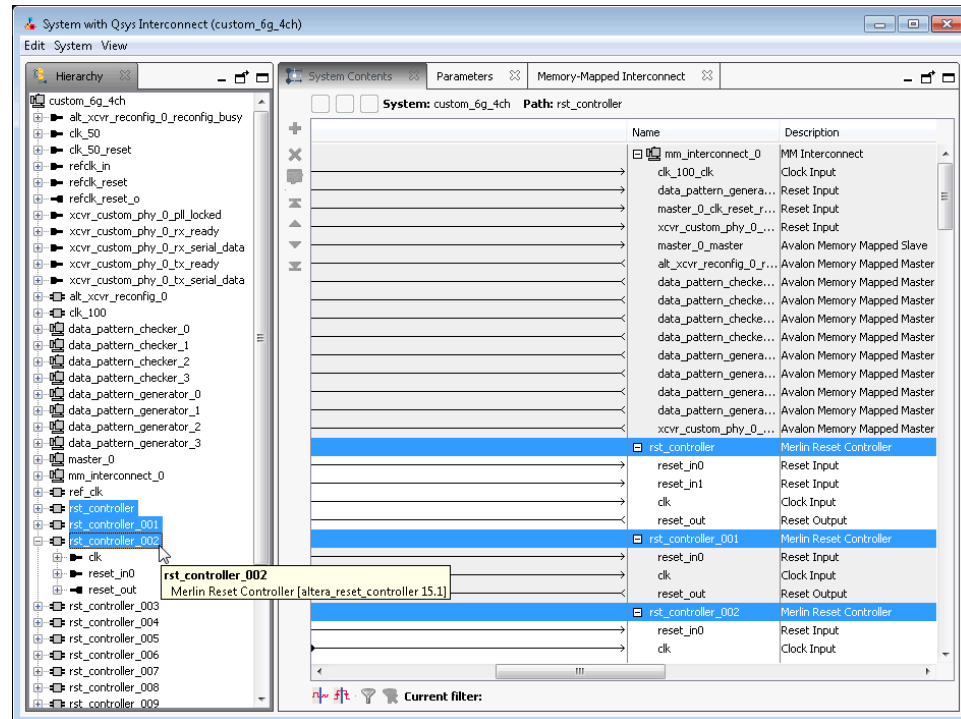 System with Qsys Interconnect (custom_6g_4ch)
Edit System View
Hierarchy
custom_6g_4ch
alt_xcvr_reconfig_0_reconfig_busy
clk_50
clk_50_reset
refclk_in
refclk_reset
refclk_reset_o
xcvr_custom_phy_0_pll_locked
xcvr_custom_phy_0_rx_ready
xcvr_custom_phy_0_rx_serial_data
xcvr_custom_phy_0_tx_ready
xcvr_custom_phy_0_tx_serial_data
alt_xcvr_reconfig_0
clk_100
data_pattern_checker_0
data_pattern_checker_1
data_pattern_checker_2
data_pattern_checker_3
data_pattern_generator_0
data_pattern_generator_1
data_pattern_generator_2
data_pattern_generator_3
master_0
mm_interconnect_0
ref_clk
rst_controller
rst_controller_001
rst_controller_002
clk
reset_in0
reset_out
rst_controller_003
rst_controller_004
rst_controller_005
rst_controller_006
rst_controller_007
rst_controller_008
rst_controller_009
rst_controller_002
Merlin Reset Controller [altera_reset_controller 15.1]
System Contents Parameters Memory-Mapped Interconnect
System: custom_6g_4ch Path: rst_controller
Name Description
mm_interconnect_0 MM Interconnect
clk_100_clk Clock Input
data_pattern_genera... Reset Input
master_0_clk_reset_r... Reset Input
xcvr_custom_phy_0_... Reset Input
master_0_master Avalon Memory Mapped Slave
alt_xcvr_reconfig_0_r... Avalon Memory Mapped Master
data_pattern_checke... Avalon Memory Mapped Master
data_pattern_checke... Avalon Memory Mapped Master
data_pattern_checke... Avalon Memory Mapped Master
data_pattern_checke... Avalon Memory Mapped Master
data_pattern_genera... Avalon Memory Mapped Master
data_pattern_genera... Avalon Memory Mapped Master
data_pattern_genera... Avalon Memory Mapped Master
data_pattern_genera... Avalon Memory Mapped Master
xcvr_custom_phy_0_... Avalon Memory Mapped Master
rst_controller Merlin Reset Controller
reset_in0 Reset Input
reset_in1 Reset Input
clk Clock Input
reset_out Reset Output
rst_controller_001 Merlin Reset Controller
reset_in0 Reset Input
clk Clock Input
reset_out Reset Output
rst_controller_002 Merlin Reset Controller
reset_in0 Reset Input
clk Clock Input
Current filter: